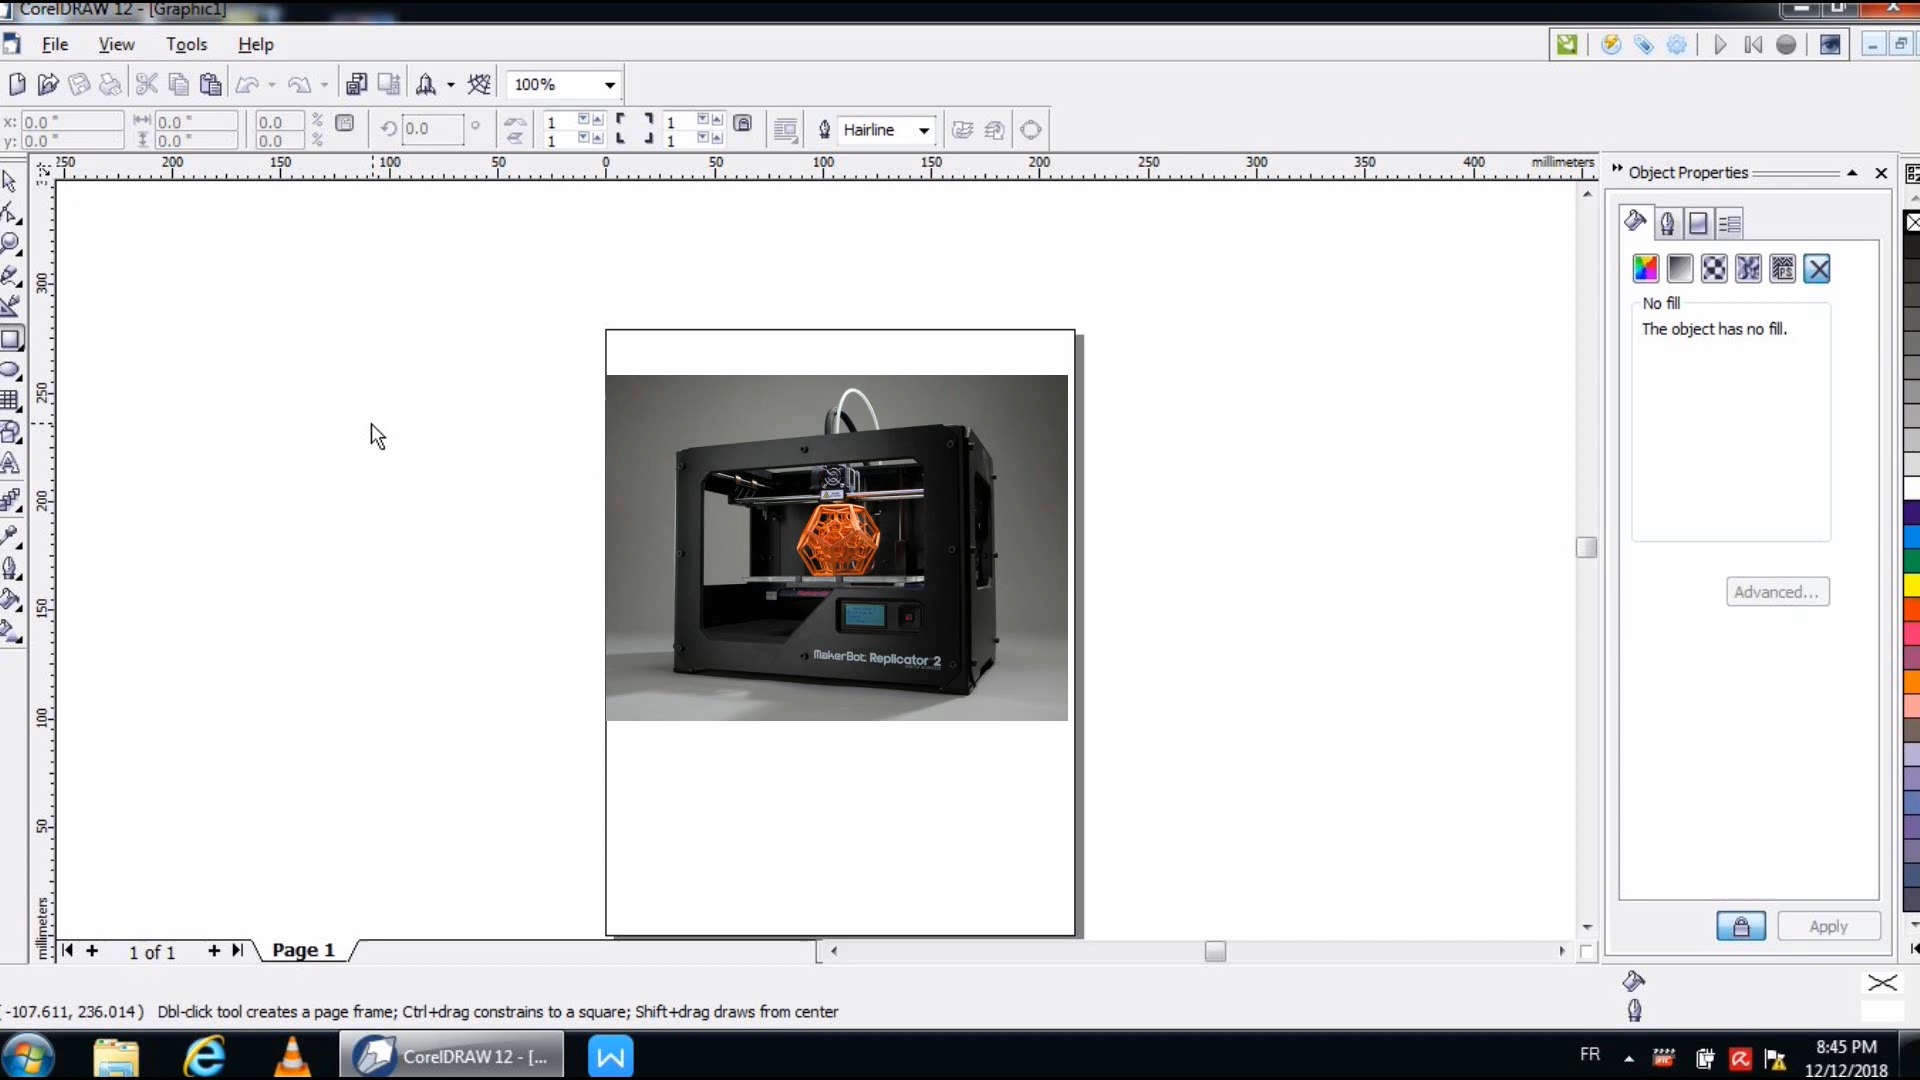 CorelDRAW 12 - [Graphic1]
File View Tools Help
100%
x: 0.0 " 0.0 " 0.0 % 0.0 ° 1 1 Hairline
y: 0.0 " 0.0 " 0.0 % 1 1
250 200 150 100 50 0 50 100 150 200 250 300 350 400 millimeters
Object Properties
300
250
200
150
100
50
millimeters
PS
No fill
The object has no fill.
MakerBot Replicator 2
Advanced...
Apply
1 of 1 Page 1
-107.611, 236.014 ) Dbl-click tool creates a page frame; Ctrl+drag constrains to a square; Shift+drag draws from center
CorelDRAW 12 - [... W FR 8:45 PM
12/12/2018